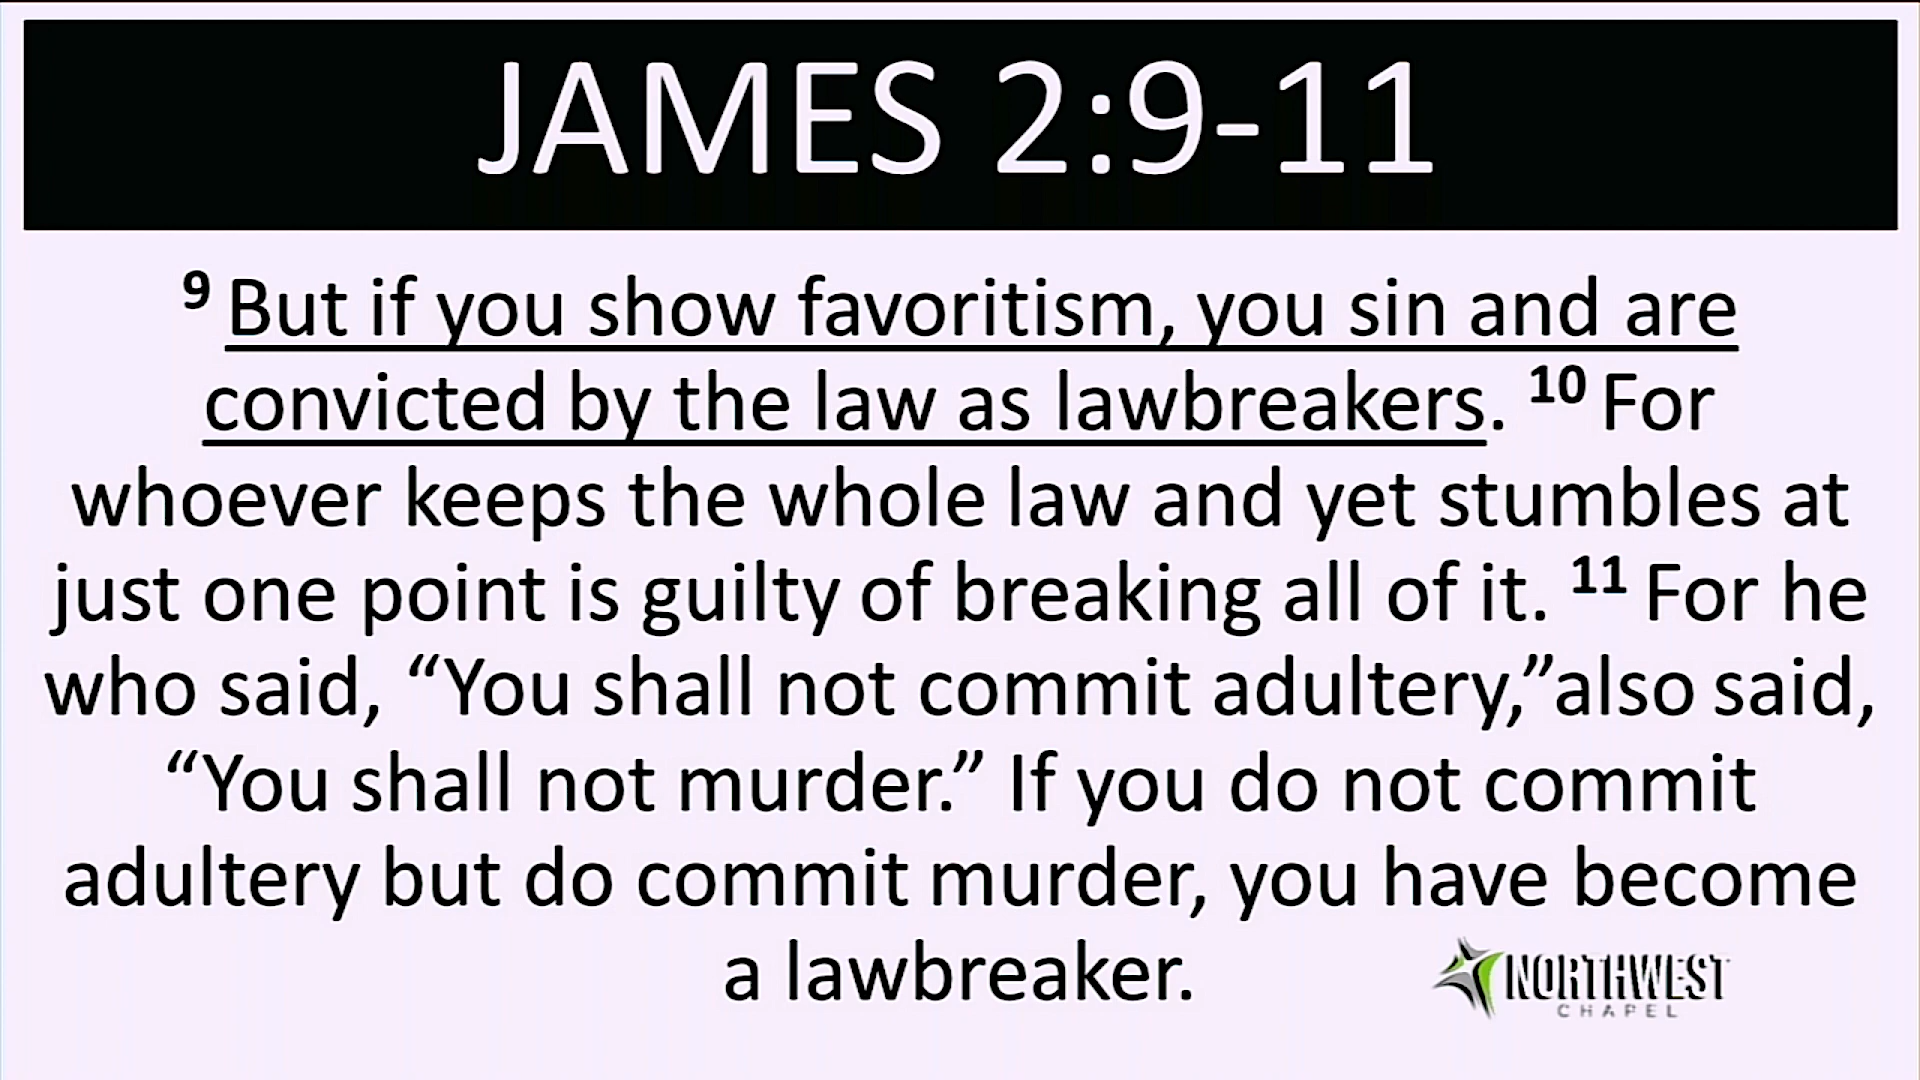 JAMES 2:9-11
9 But if you show favoritism, you sin and are
convicted by the law as lawbreakers. 10 For
whoever keeps the whole law and yet stumbles at
just one point is guilty of breaking all of it. 11 For he
who said, “You shall not commit adultery,”also said,
“You shall not murder.” If you do not commit
adultery but do commit murder, you have become
a lawbreaker.
NORTHWEST
CHAPEL